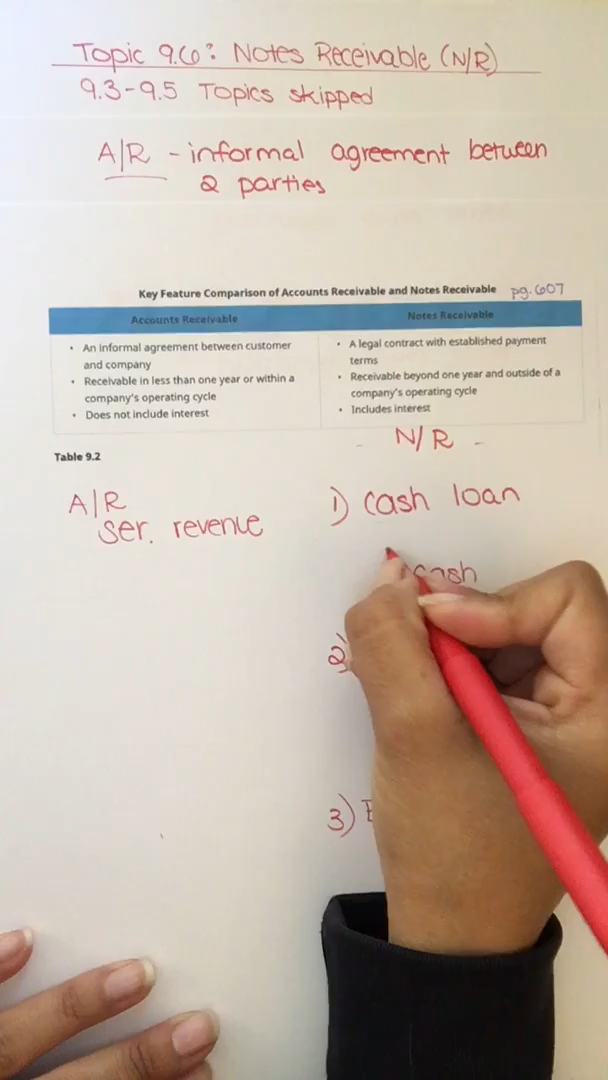 Topic 9.6: Notes Receivable (N/R)
9.3-9.5 Topics skipped
A/R - informal agreement between
2 parties
Key Feature Comparison of Accounts Receivable and Notes Receivable pg. 607
Accounts Receivable
• An informal agreement between customer
and company
• Receivable in less than one year or within a
company's operating cycle
• Does not include interest
Notes Receivable
• A legal contract with established payment
terms
• Receivable beyond one year and outside of a
company's operating cycle
• Includes interest
Table 9.2
- N/R -
A/R
Ser. revenue
1) cash loan
cash
2)
3)